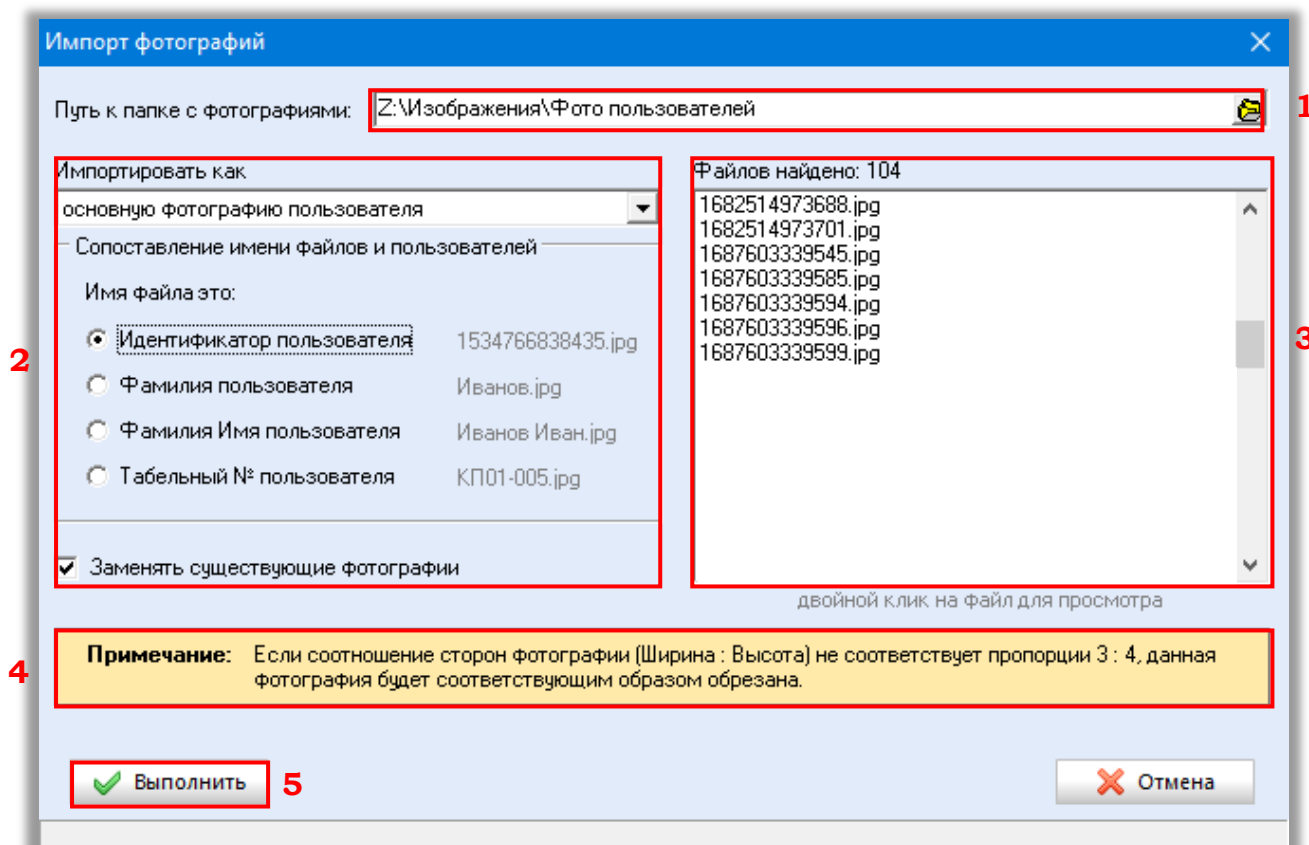 Импорт фотографий
Путь к папке с фотографиями: Z:\Изображения\Фото пользователей
1
Импортировать как
основную фотографию пользователя
Сопоставление имени файлов и пользователей
Имя файла это:
Идентификатор пользователя 1534766838435.jpg
Фамилия пользователя Иванов.jpg
Фамилия Имя пользователя Иванов Иван.jpg
Табельный № пользователя КП01-005.jpg
Заменять существующие фотографии
2
Файлов найдено: 104
1682514973688.jpg
1682514973701.jpg
1687603339545.jpg
1687603339585.jpg
1687603339594.jpg
1687603339596.jpg
1687603339599.jpg
3
двойной клик на файл для просмотра
4
Примечание: Если соотношение сторон фотографии (Ширина : Высота) не соответствует пропорции 3 : 4, данная
фотография будет соответствующим образом обрезана.
Выполнить 5
Отмена